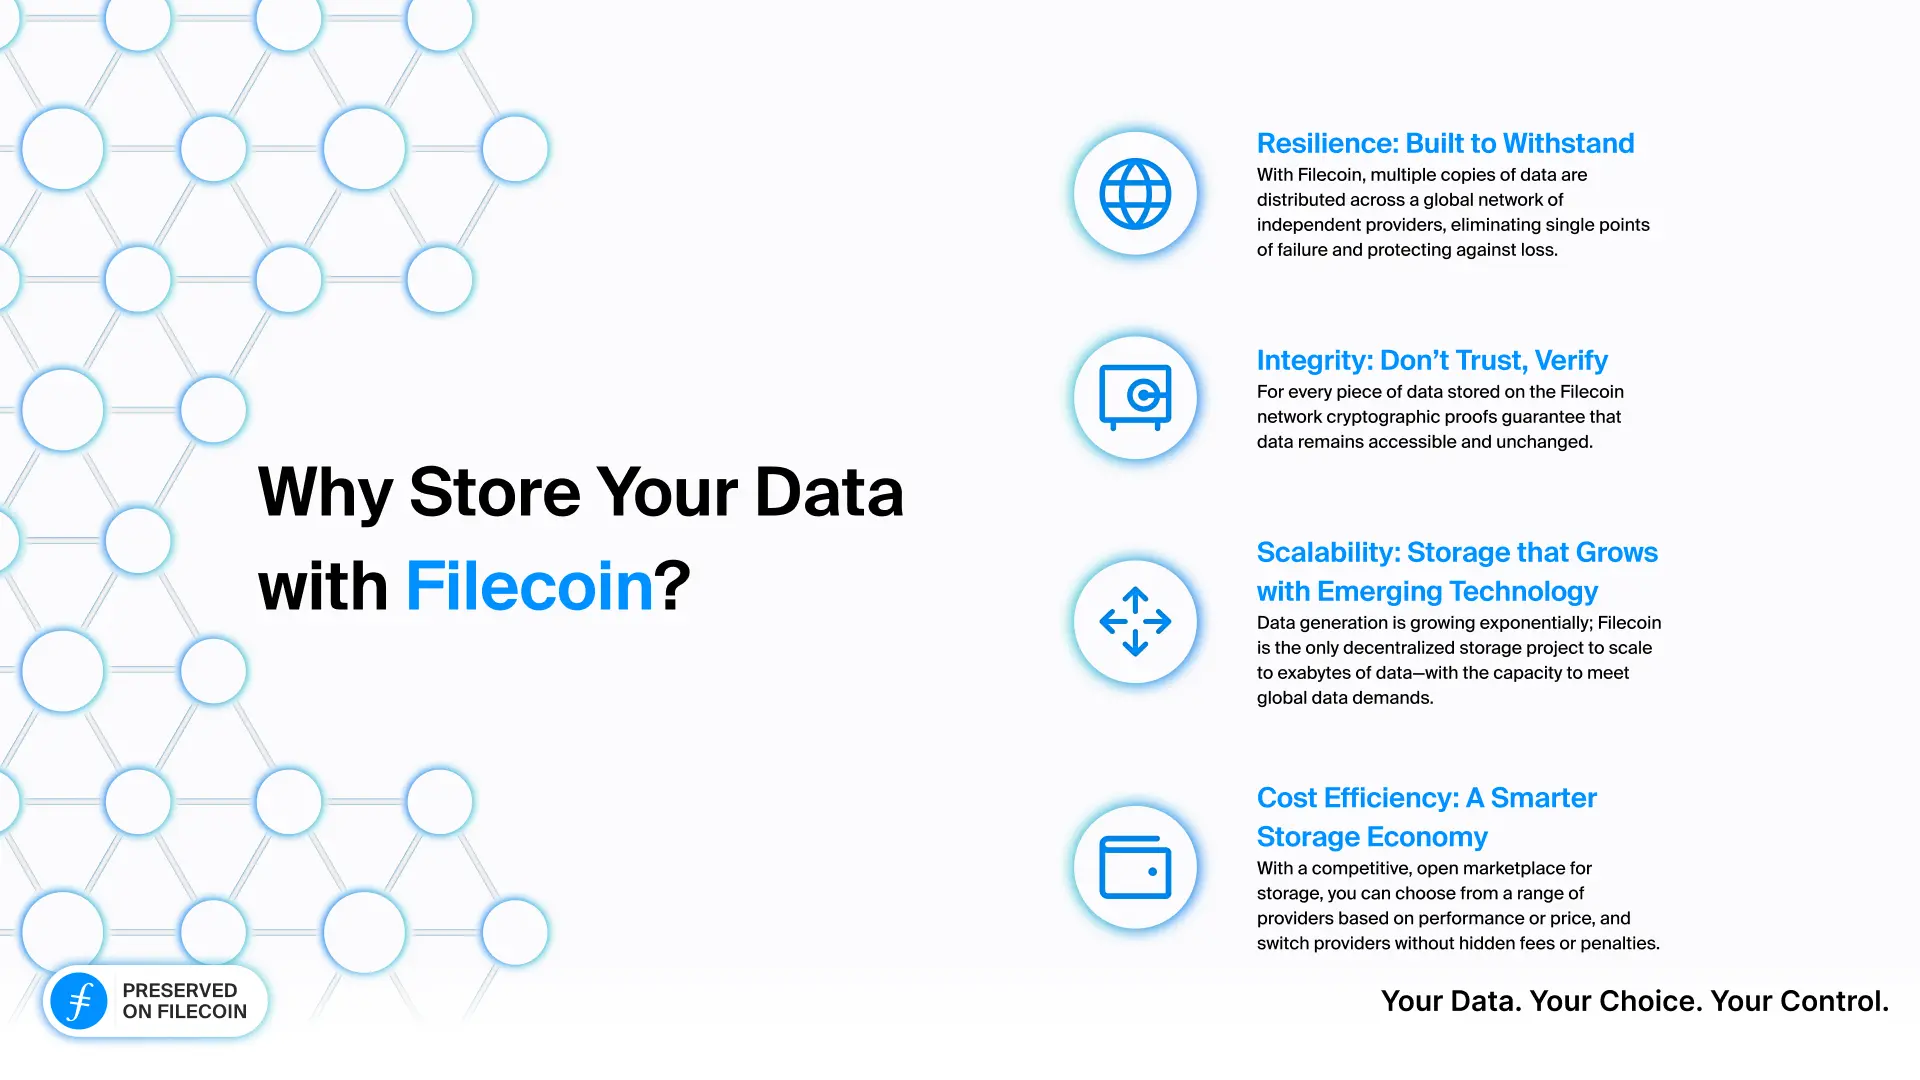 Why Store Your Data
with Filecoin?
Resilience: Built to Withstand
With Filecoin, multiple copies of data are
distributed across a global network of
independent providers, eliminating single points
of failure and protecting against loss.
Integrity: Don’t Trust, Verify
For every piece of data stored on the Filecoin
network cryptographic proofs guarantee that
data remains accessible and unchanged.
Scalability: Storage that Grows
with Emerging Technology
Data generation is growing exponentially; Filecoin
is the only decentralized storage project to scale
to exabytes of data—with the capacity to meet
global data demands.
Cost Efficiency: A Smarter
Storage Economy
With a competitive, open marketplace for
storage, you can choose from a range of
providers based on performance or price, and
switch providers without hidden fees or penalties.
PRESERVED
ON FILECOIN
Your Data. Your Choice. Your Control.